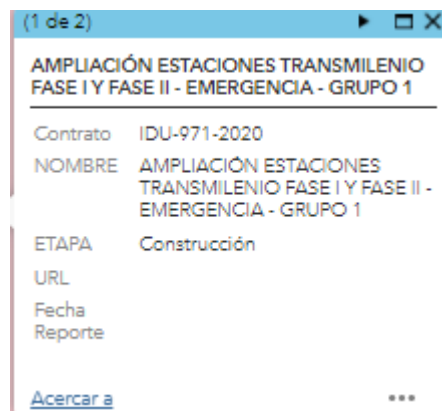 (1 de 2)
AMPLIACIÓN ESTACIONES TRANSMILENIO
FASE I Y FASE II - EMERGENCIA - GRUPO 1
Contrato IDU-971-2020
NOMBRE AMPLIACIÓN ESTACIONES
TRANSMILENIO FASE I Y FASE II -
EMERGENCIA - GRUPO 1
ETAPA Construcción
URL
Fecha
Reporte
Acercar a